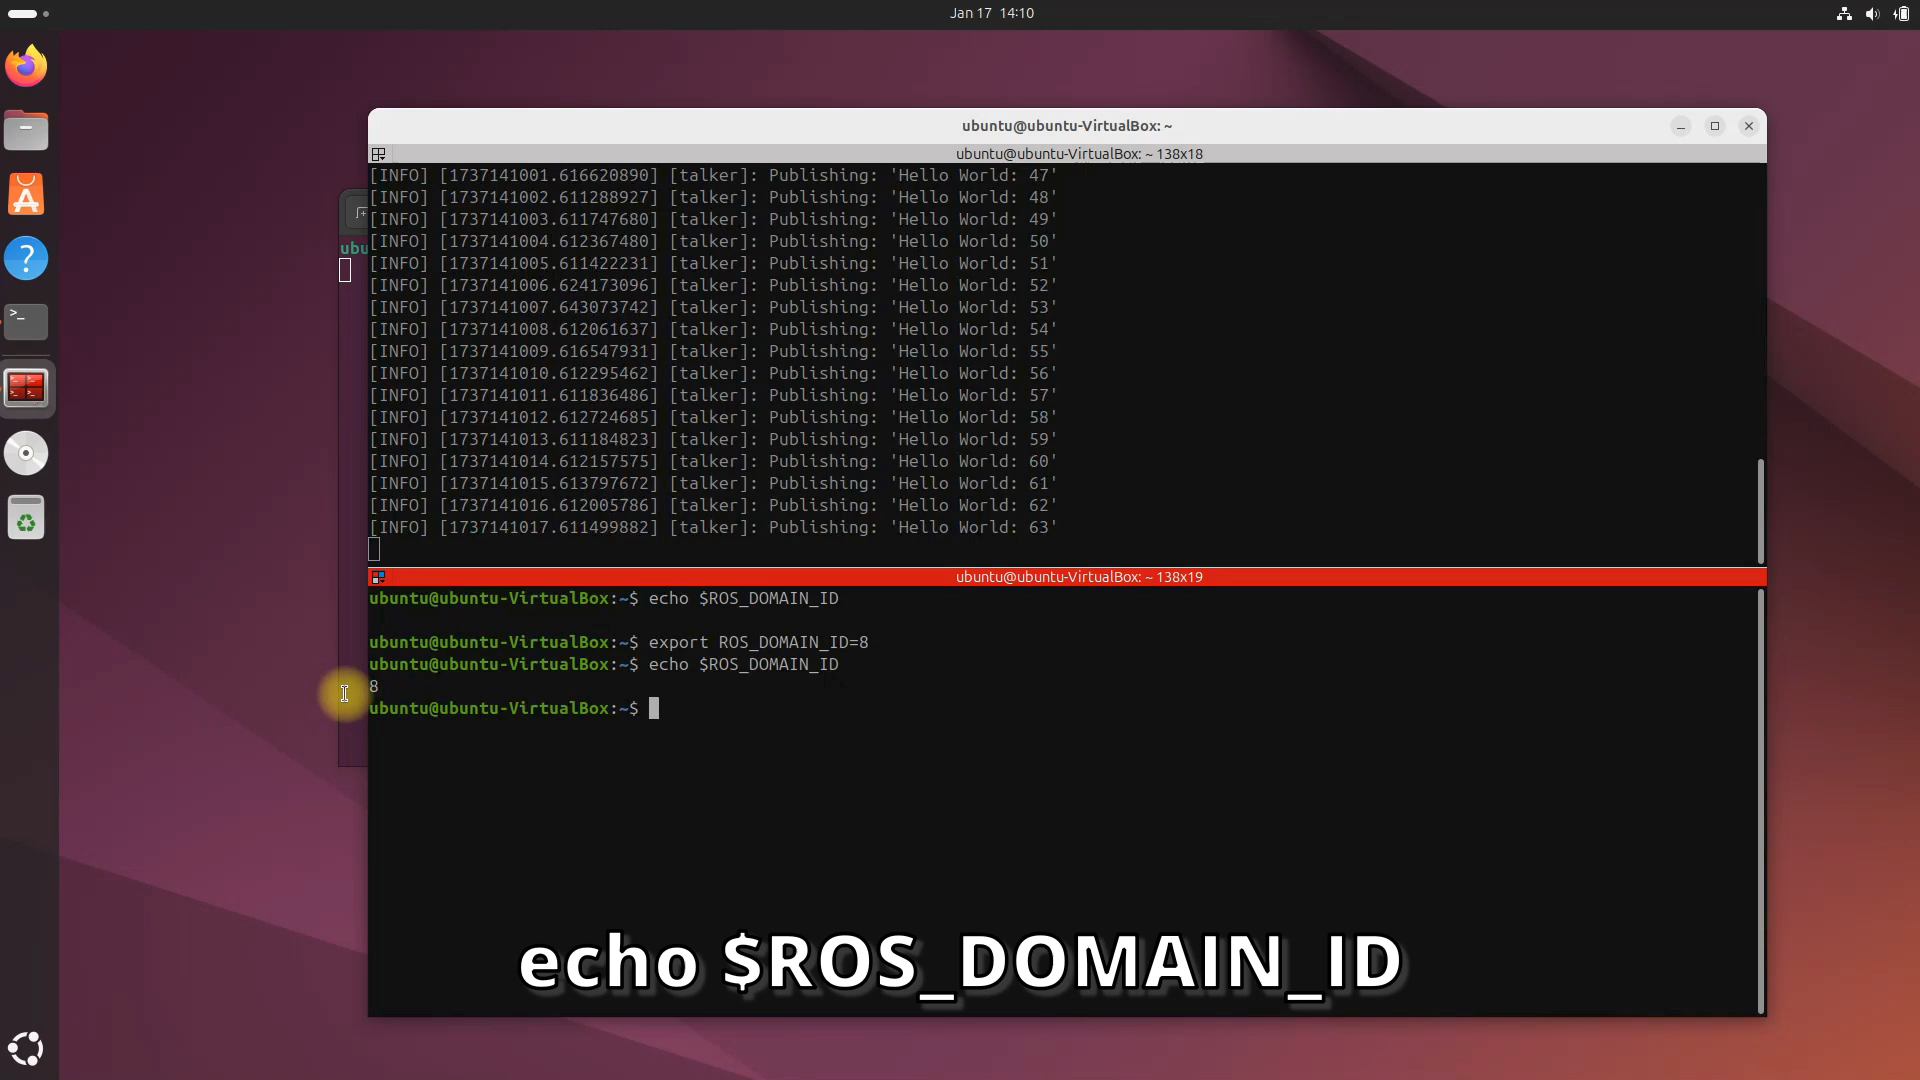 Jan 17 14:10
ubuntu@ubuntu-VirtualBox: ~
ubuntu@ubuntu-VirtualBox: ~ 138x18
[INFO] [1737141001.616620890] [talker]: Publishing: 'Hello World: 47'
[INFO] [1737141002.611288927] [talker]: Publishing: 'Hello World: 48'
[INFO] [1737141003.611747680] [talker]: Publishing: 'Hello World: 49'
[INFO] [1737141004.612367480] [talker]: Publishing: 'Hello World: 50'
[INFO] [1737141005.611422231] [talker]: Publishing: 'Hello World: 51'
[INFO] [1737141006.624173096] [talker]: Publishing: 'Hello World: 52'
[INFO] [1737141007.643073742] [talker]: Publishing: 'Hello World: 53'
[INFO] [1737141008.612061637] [talker]: Publishing: 'Hello World: 54'
[INFO] [1737141009.616547931] [talker]: Publishing: 'Hello World: 55'
[INFO] [1737141010.612295462] [talker]: Publishing: 'Hello World: 56'
[INFO] [1737141011.611836486] [talker]: Publishing: 'Hello World: 57'
[INFO] [1737141012.612724685] [talker]: Publishing: 'Hello World: 58'
[INFO] [1737141013.611184823] [talker]: Publishing: 'Hello World: 59'
[INFO] [1737141014.612157575] [talker]: Publishing: 'Hello World: 60'
[INFO] [1737141015.613797672] [talker]: Publishing: 'Hello World: 61'
[INFO] [1737141016.612005786] [talker]: Publishing: 'Hello World: 62'
[INFO] [1737141017.611499882] [talker]: Publishing: 'Hello World: 63'
ubu
ubuntu@ubuntu-VirtualBox: ~ 138x19
ubuntu@ubuntu-VirtualBox:~$ echo $ROS_DOMAIN_ID
ubuntu@ubuntu-VirtualBox:~$ export ROS_DOMAIN_ID=8
ubuntu@ubuntu-VirtualBox:~$ echo $ROS_DOMAIN_ID
8
ubuntu@ubuntu-VirtualBox:~$
echo $ROS_DOMAIN_ID